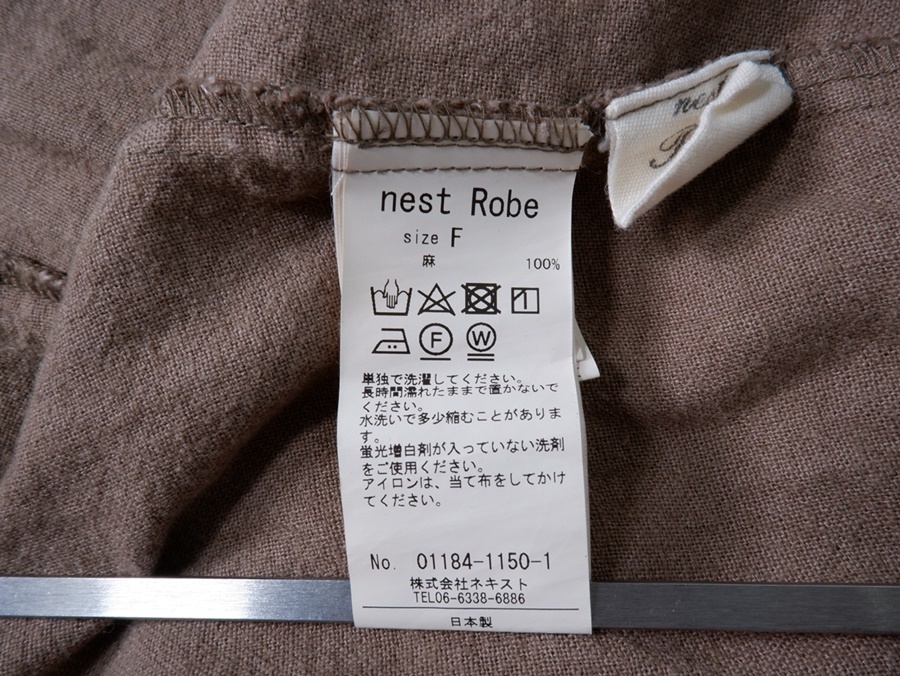 nest Robe
size F
麻 100%
F W
単独で洗濯してください。
長時間濡れたままで置かないで
ください。
水洗いで多少縮むことがありま
す。
蛍光増白剤が入っていない洗剤
をご使用ください。
アイロンは、当て布をしてかけ
てください。
No. 01184-1150-1
株式会社ネキスト
TEL06-6338-6886
日本製
nes
R